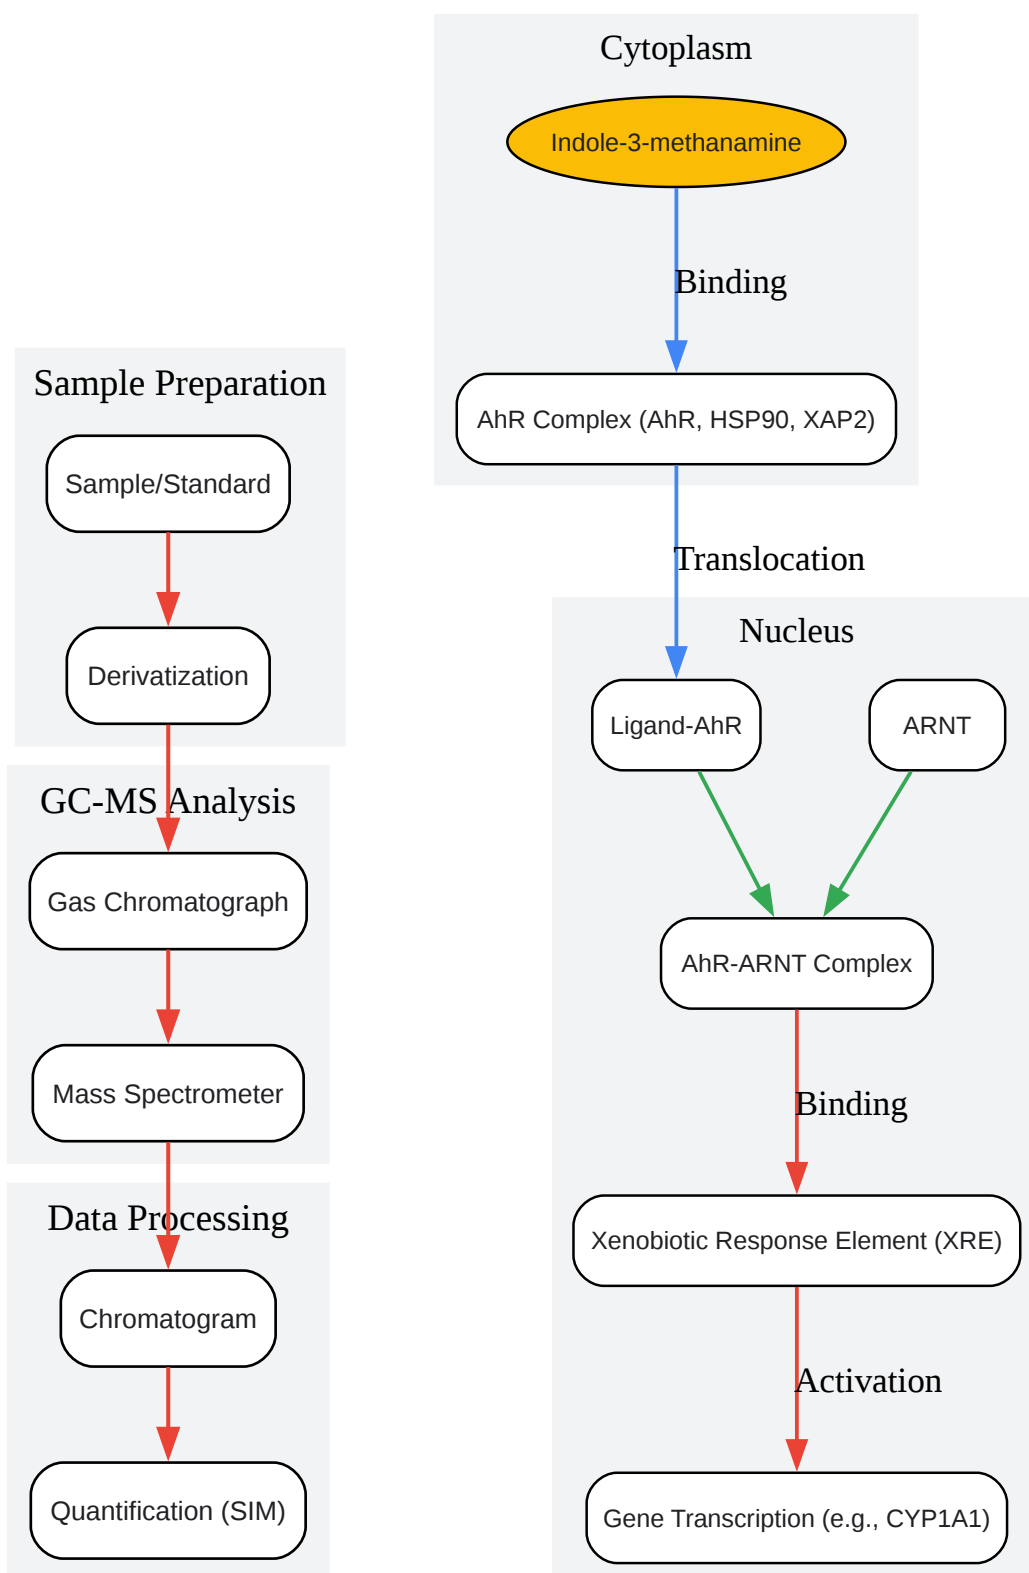 Cytoplasm
Indole-3-methanamine
Binding
AhR Complex (AhR, HSP90, XAP2)
Translocation
Nucleus
Ligand-AhR
ARNT
AhR-ARNT Complex
Binding
Xenobiotic Response Element (XRE)
Activation
Gene Transcription (e.g., CYP1A1)
Sample Preparation
Sample/Standard
Derivatization
GC-MS Analysis
Gas Chromatograph
Mass Spectrometer
Data Processing
Chromatogram
Quantification (SIM)